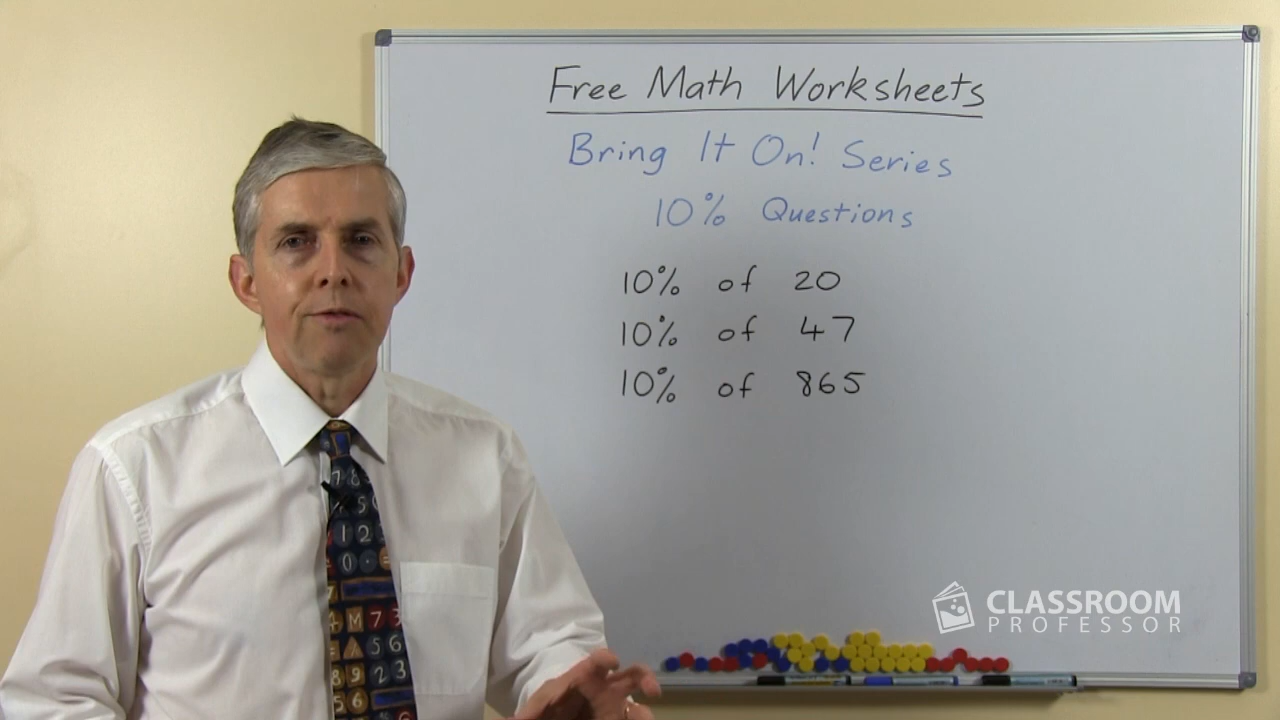 Free Math Worksheets
Bring It On! Series
10% Questions
10% of 20
10% of 47
10% of 865
CLASSROOM
PROFESSOR